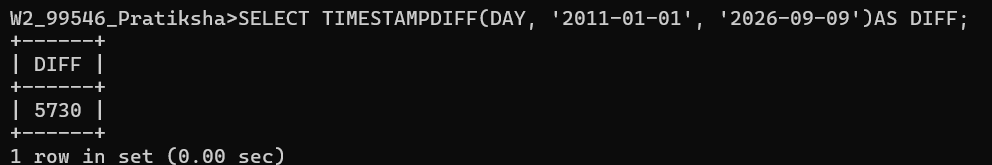 W2_99546_Pratiksha>SELECT TIMESTAMPDIFF(DAY, '2011-01-01', '2026-09-09')AS DIFF;
+------+
| DIFF |
+------+
| 5730 |
+------+
1 row in set (0.00 sec)